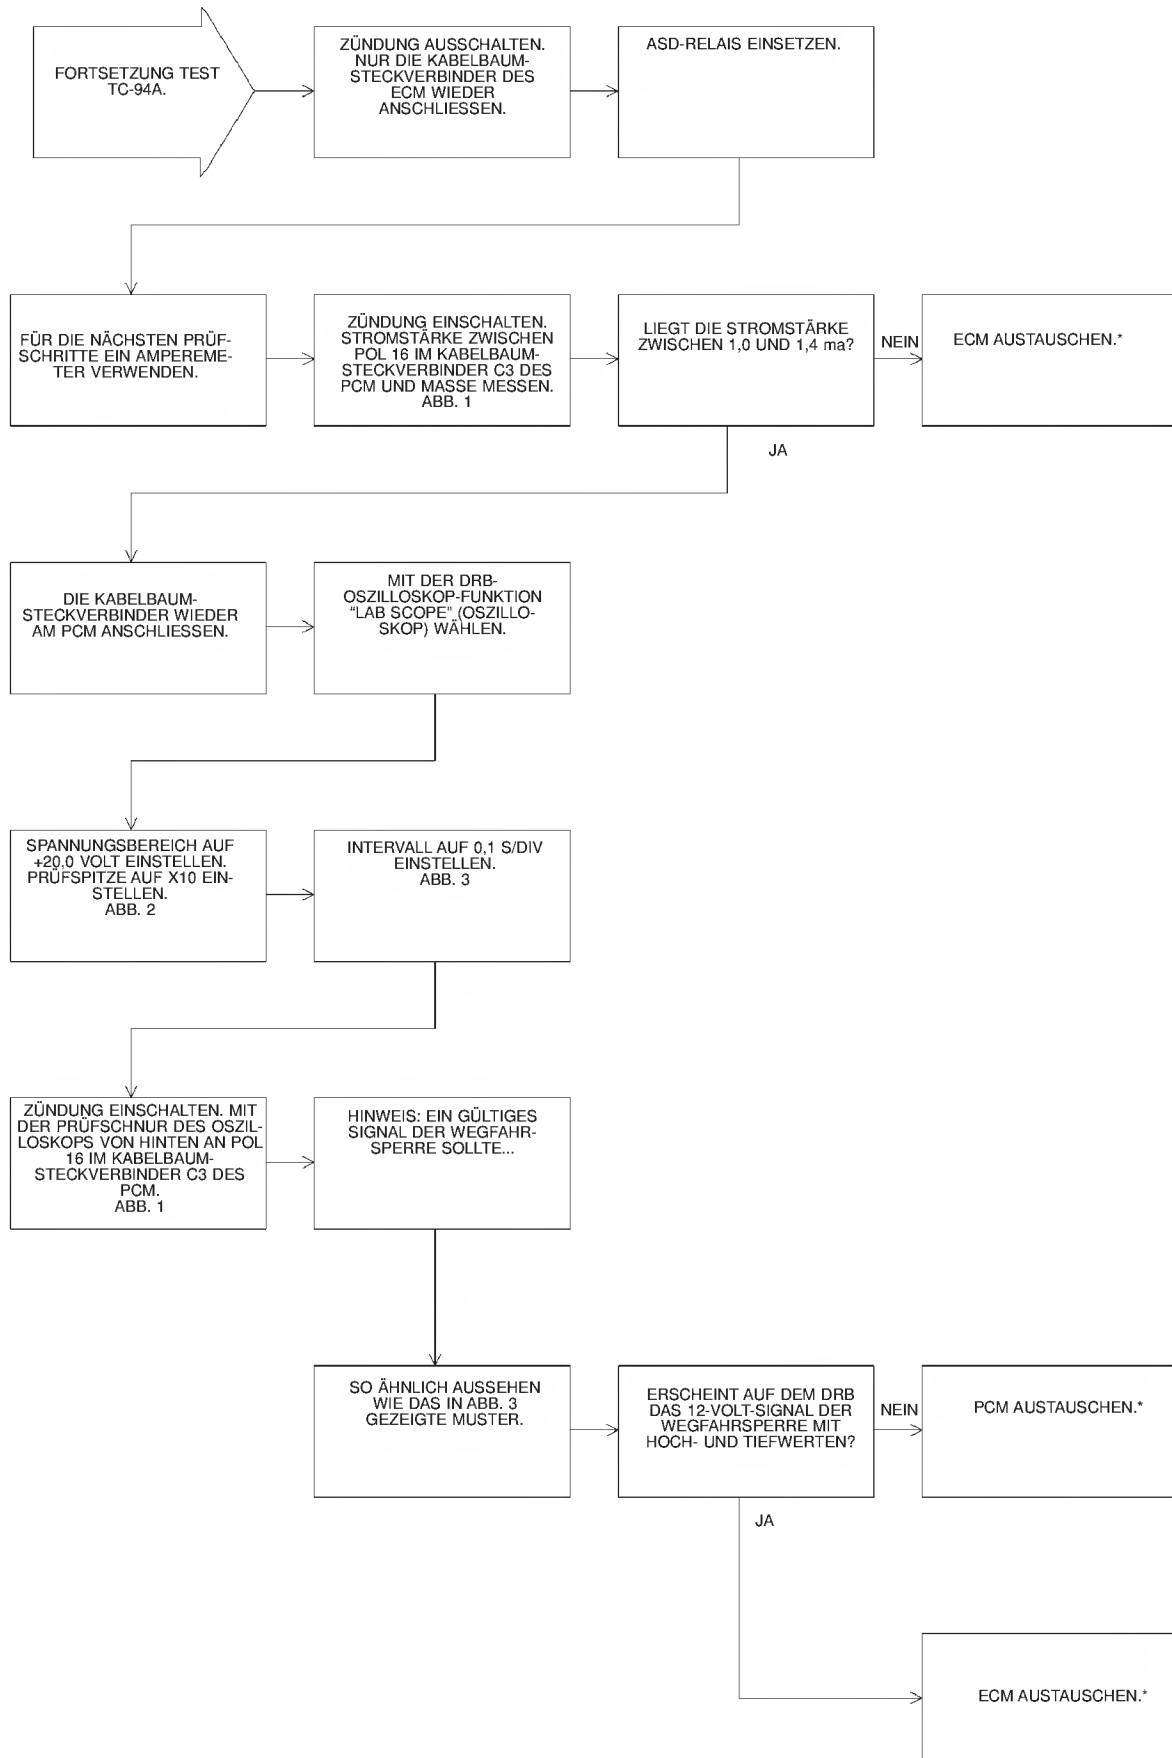 FORTSETZUNG TEST
TC-94A.
ZÜNDUNG AUSSCHALTEN.
NUR DIE KABELBAUM-
STECKVERBINDER DES
ECM WIEDER
ANSCHLIESSEN.
ASD-RELAIS EINSETZEN.
FÜR DIE NÄCHSTEN PRÜF-
SCHRITTE EIN AMPEREME-
TER VERWENDEN.
ZÜNDUNG EINSCHALTEN.
STROMSTÄRKE ZWISCHEN
POL 16 IM KABELBAUM-
STECKVERBINDER C3 DES
PCM UND MASSE MESSEN.
ABB. 1
LIEGT DIE STROMSTÄRKE
ZWISCHEN 1,0 UND 1,4 ma?
NEIN
ECM AUSTAUSCHEN.*
JA
DIE KABELBAUM-
STECKVERBINDER WIEDER
AM PCM ANSCHLIESSEN.
MIT DER DRB-
OSZILLOSKOP-FUNKTION
"LAB SCOPE" (OSZILLO-
SKOP) WÄHLEN.
SPANNUNGSBEREICH AUF
+20,0 VOLT EINSTELLEN.
PRÜFSPITZE AUF X10 EIN-
STELLEN.
ABB. 2
INTERVALL AUF 0,1 S/DIV
EINSTELLEN.
ABB. 3
ZÜNDUNG EINSCHALTEN. MIT
DER PRÜFSCHNUR DES OSZIL-
LOSKOPS VON HINTEN AN POL
16 IM KABELBAUM-
STECKVERBINDER C3 DES
PCM.
ABB. 1
HINWEIS: EIN GÜLTIGES
SIGNAL DER WEGFAHR-
SPERRE SOLLTE...
SO ÄHNLICH AUSSEHEN
WIE DAS IN ABB. 3
GEZEIGTE MUSTER.
ERSCHEINT AUF DEM DRB
DAS 12-VOLT-SIGNAL DER
WEGFAHRSPERRE MIT
HOCH- UND TIEFWERTEN?
NEIN
PCM AUSTAUSCHEN.*
JA
ECM AUSTAUSCHEN.*